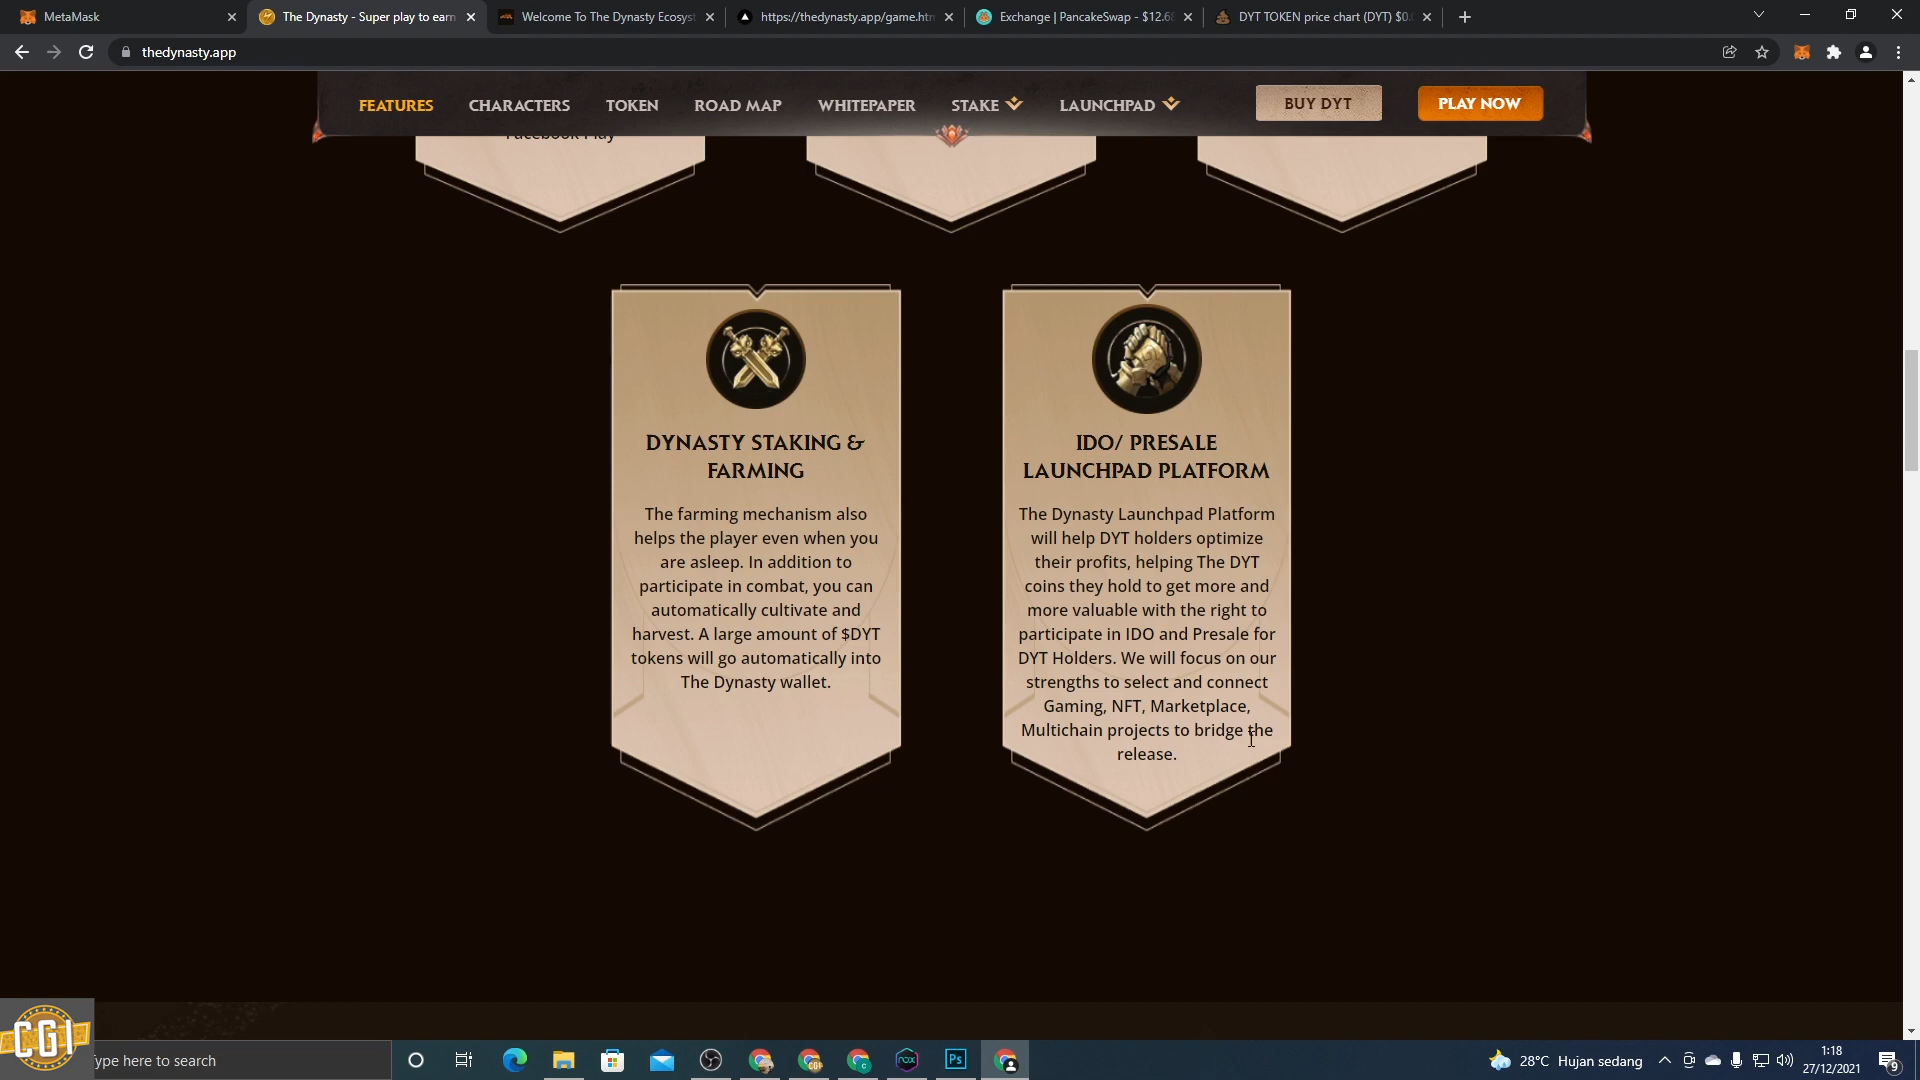 MetaMask
The Dynasty - Super play to earn
Welcome To The Dynasty Ecosyst
https://thedynasty.app/game.htm
Exchange | PancakeSwap - $12.68
DYT TOKEN price chart (DYT) $0.
thedynasty.app
FEATURES
CHARACTERS
TOKEN
ROAD MAP
WHITEPAPER
STAKE
LAUNCHPAD
BUY DYT
PLAY NOW
Facebook Play
DYNASTY STAKING &
FARMING
The farming mechanism also
helps the player even when you
are asleep. In addition to
participate in combat, you can
automatically cultivate and
harvest. A large amount of $DYT
tokens will go automatically into
The Dynasty wallet.
IDO/ PRESALE
LAUNCHPAD PLATFORM
The Dynasty Launchpad Platform
will help DYT holders optimize
their profits, helping The DYT
coins they hold to get more and
more valuable with the right to
participate in IDO and Presale for
DYT Holders. We will focus on our
strengths to select and connect
Gaming, NFT, Marketplace,
Multichain projects to bridge the
release.
CGI
ype here to search
nox
Ps
28°C Hujan sedang
1:18
27/12/2021
9